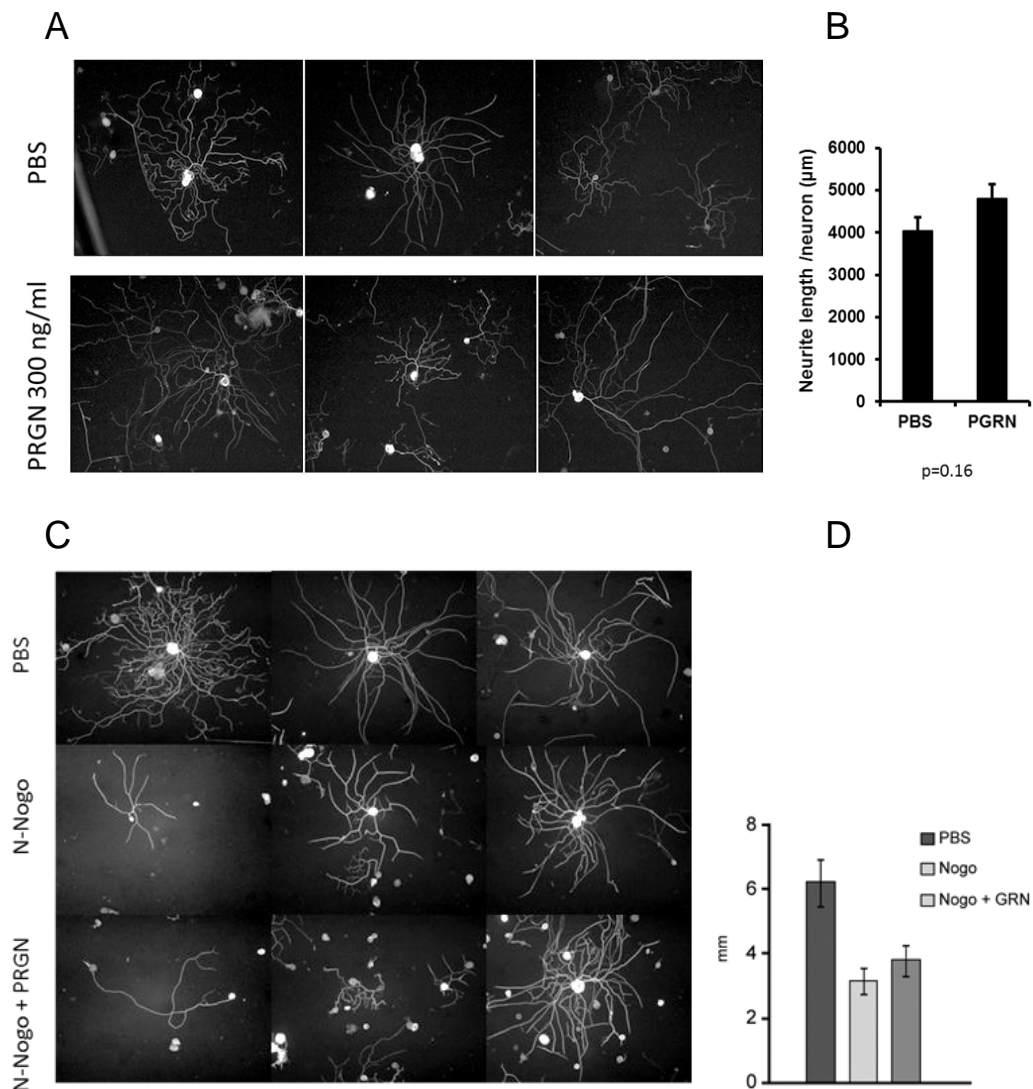 A
B
PBS
PRGN 300 ng/ml
Neurite length /neuron (µm)
6000
5000
4000
3000
2000
1000
0
PBS PGRN
p=0.16
C
D
PBS
N-Nogo
N-Nogo + PRGN
mm
8
6
4
2
0
PBS
Nogo
Nogo + GRN